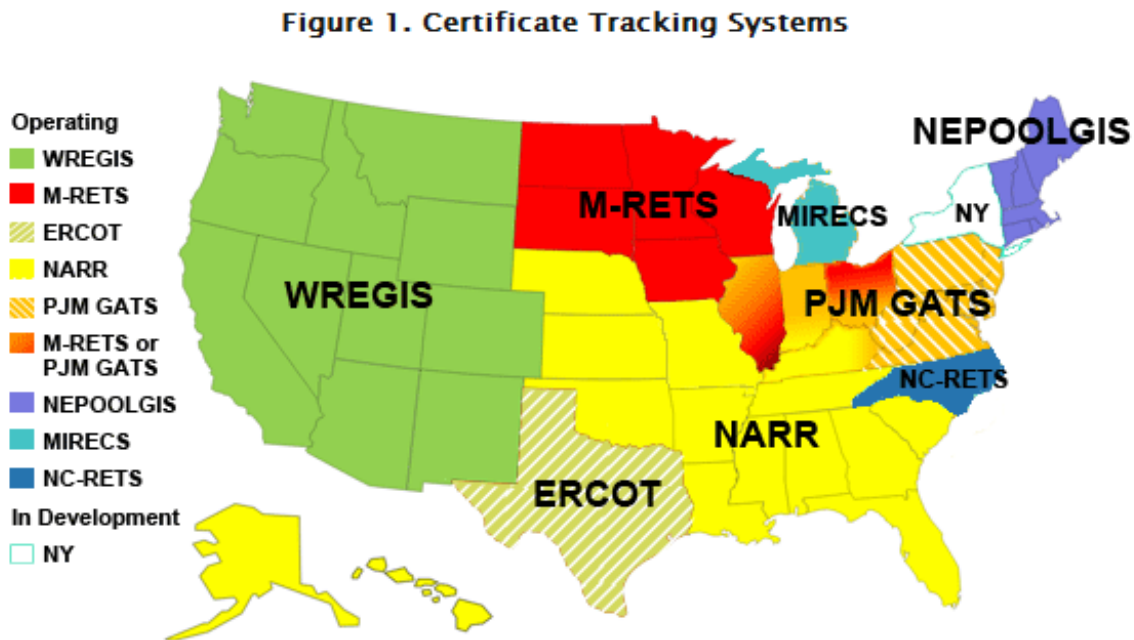 Figure 1. Certificate Tracking Systems
Operating
WREGIS
M-RETS
ERCOT
NARR
PJM GATS
M-RETS or
PJM GATS
NEPOOLGIS
MIRECS
NC-RETS
In Development
NY
NEPOOLGIS
M-RETS
MIRECS
NY
WREGIS
PJM GATS
NC-RETS
NARR
ERCOT